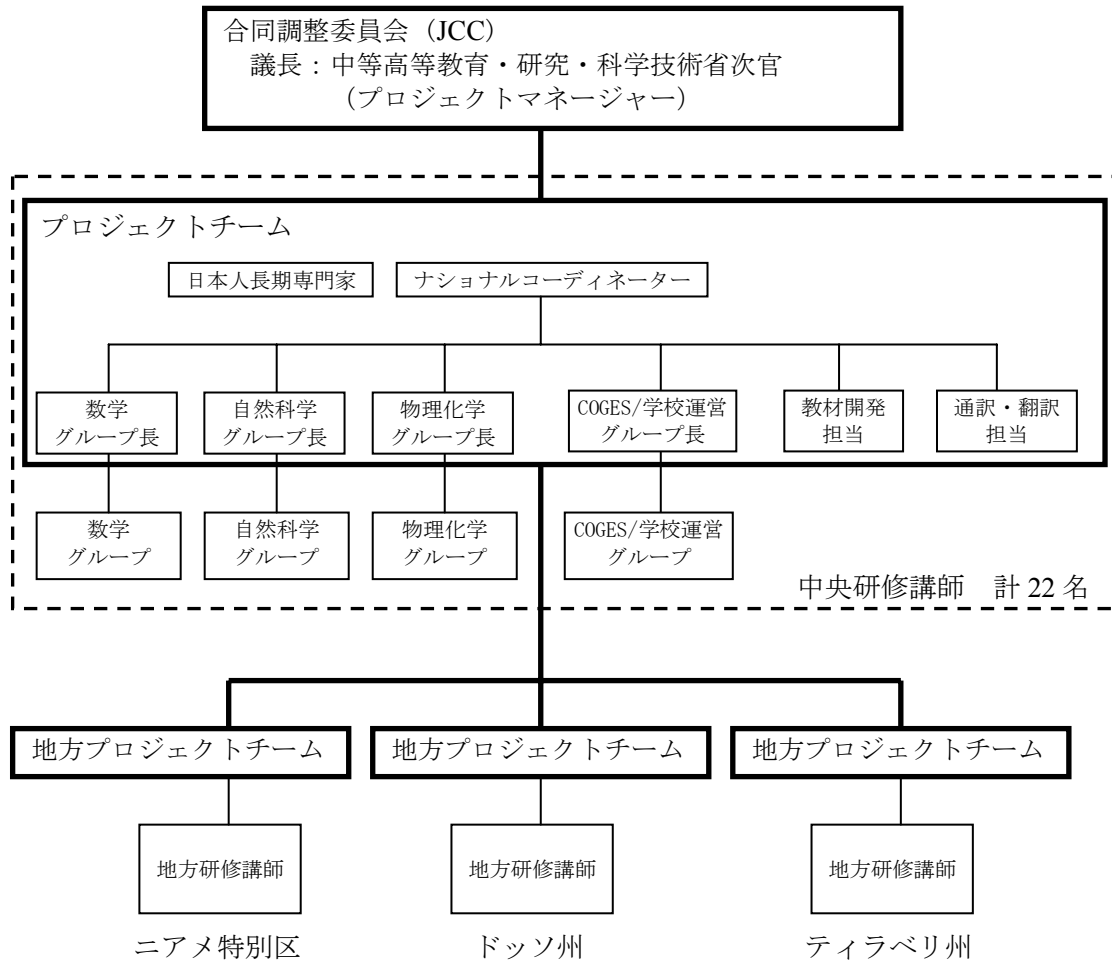 合同調整委員会（JCC）
議長：中等高等教育・研究・科学技術省次官
（プロジェクトマネージャー）
プロジェクトチーム
日本人長期専門家
ナショナルコーディネーター
数学
グループ長
自然科学
グループ長
物理化学
グループ長
COGES/学校運営
グループ長
教材開発
担当
通訳・翻訳
担当
数学
グループ
自然科学
グループ
物理化学
グループ
COGES/学校運営
グループ
中央研修講師　計 22 名
地方プロジェクトチーム
地方プロジェクトチーム
地方プロジェクトチーム
地方研修講師
地方研修講師
地方研修講師
ニアメ特別区
ドッソ州
ティラベリ州